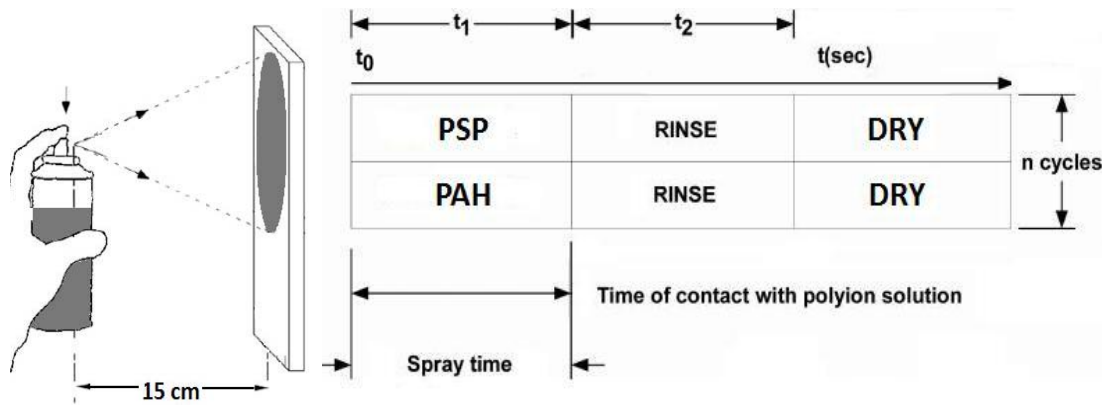 t1
t2
t0
t(sec)
PSP
RINSE
DRY
n cycles
PAH
RINSE
DRY
Time of contact with polyion solution
Spray time
15 cm